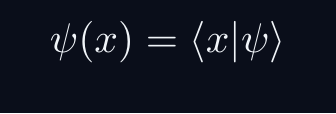 ψ(x) = ⟨x|ψ⟩